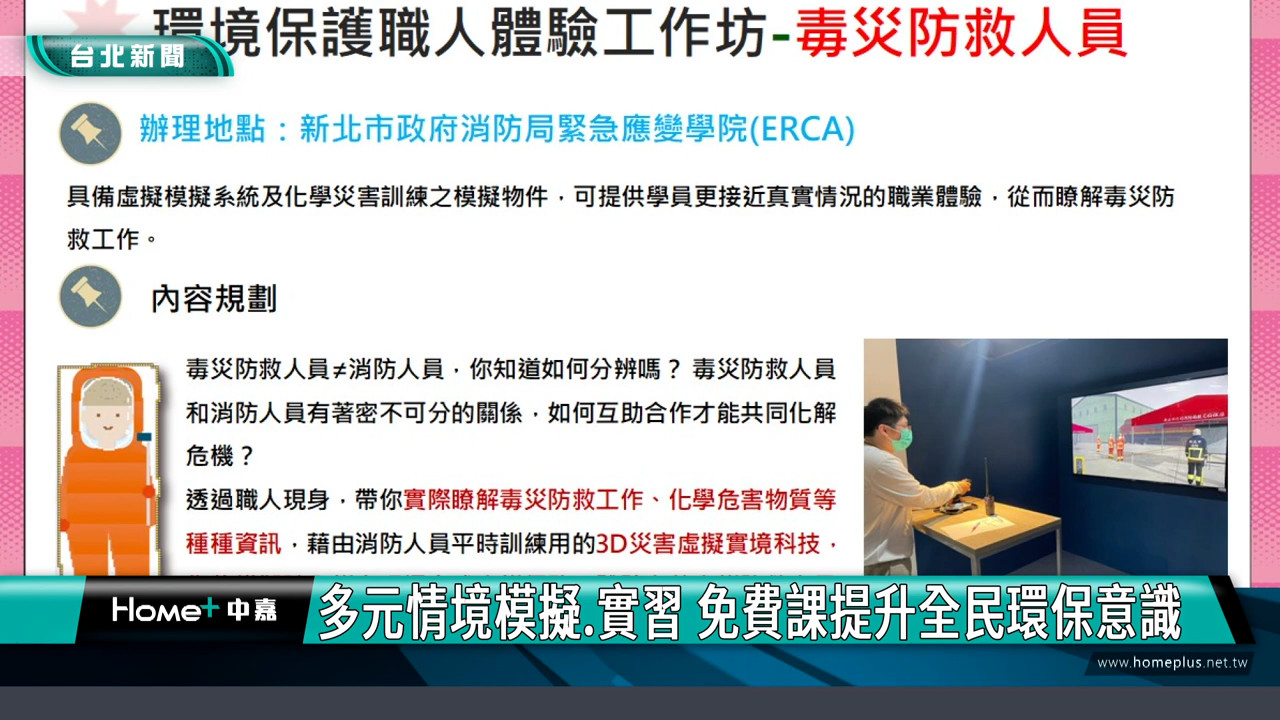 環境保護職人體驗工作坊-毒災防救人員
台北新聞
辦理地點：新北市政府消防局緊急應變學院(ERCA)
具備虛擬模擬系統及化學災害訓練之模擬物件，可提供學員更接近真實情況的職業體驗，從而瞭解毒災防
救工作。
內容規劃
毒災防救人員≠消防人員，你知道如何分辨嗎？ 毒災防救人員
和消防人員有著密不可分的關係，如何互助合作才能共同化解
危機？
透過職人現身，帶你實際瞭解毒災防救工作、化學危害物質等
種種資訊，藉由消防人員平時訓練用的3D災害虛擬實境科技，
Home+ 中嘉
多元情境模擬.實習 免費課提升全民環保意識
www.homeplus.net.tw